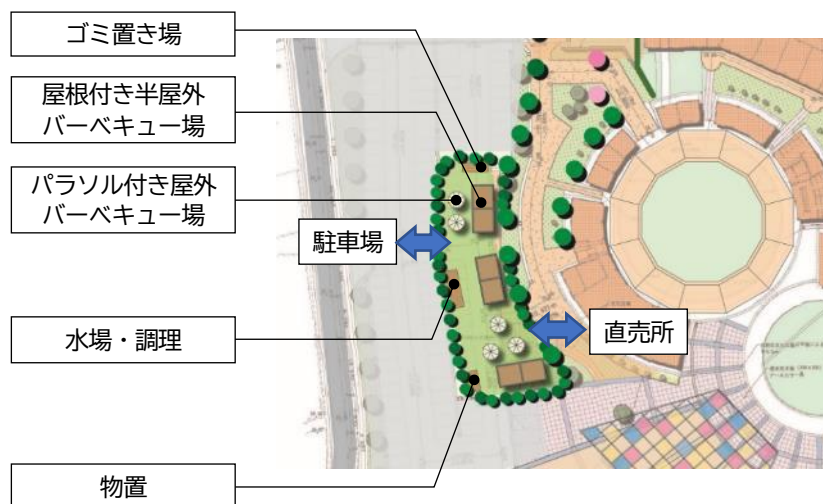 ゴミ置き場
屋根付き半屋外
バーベキュー場
パラソル付き屋外
バーベキュー場
駐車場
水場・調理
直売所
物置